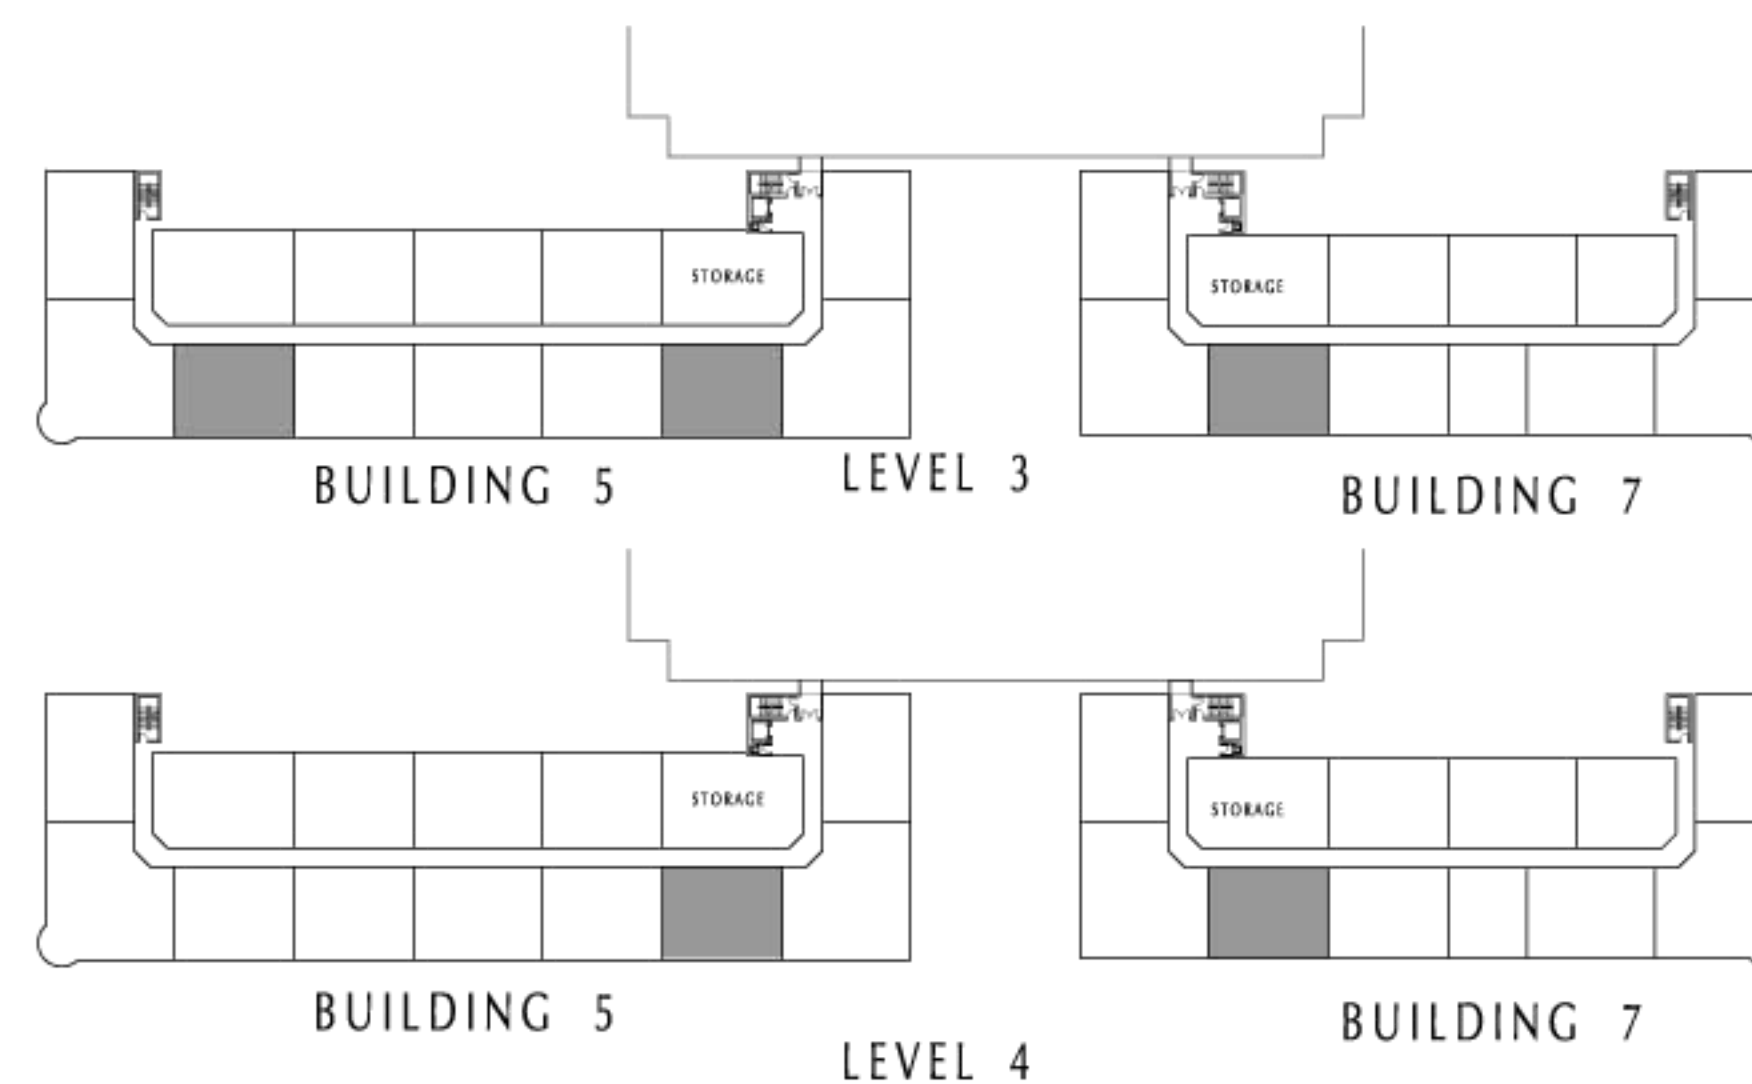 STORAGE
STORAGE
BUILDING 5
LEVEL 3
BUILDING 7
STORAGE
STORAGE
BUILDING 5
LEVEL 4
BUILDING 7